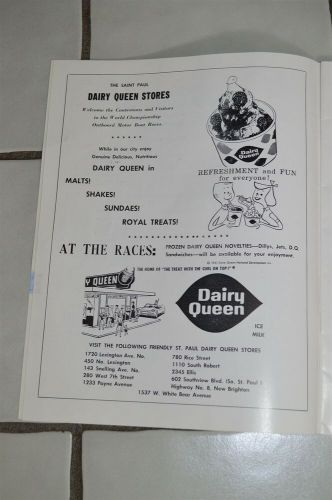 THE SAINT PAUL
DAIRY QUEEN STORES
Welcome the Contestants and Visitors
to the World Championship
Outboard Motor Boat Races.
While in our city enjoy
Genuine Delicious, Nutritious
DAIRY QUEEN in
MALTS!
SHAKES!
SUNDAES!
ROYAL TREATS!
Dairy
Queen
REFRESHMENT and FUN
for everyone!
AT THE RACES:
FROZEN DAIRY QUEEN NOVELTIES—Dillys, Jets, D.Q
Sandwiches—will be available for your enjoyment.
THE HOME OF "THE TREAT WITH THE CURL ON TOP!"
Y QUEEN
Dairy
Queen
ICE
MILK
VISIT THE FOLLOWING FRIENDLY ST. PAUL DAIRY QUEEN STORES
1720 Lexington Ave. No.
450 No. Lexington
143 Snelling Ave. No.
280 West 7th Street
1233 Payne Avenue
780 Rice Street
1110 South Robert
2345 Ellis
602 Southview Blvd. (So. St. Paul)
Highway No. 8, New Brighton
1537 W. White Bear Avenue